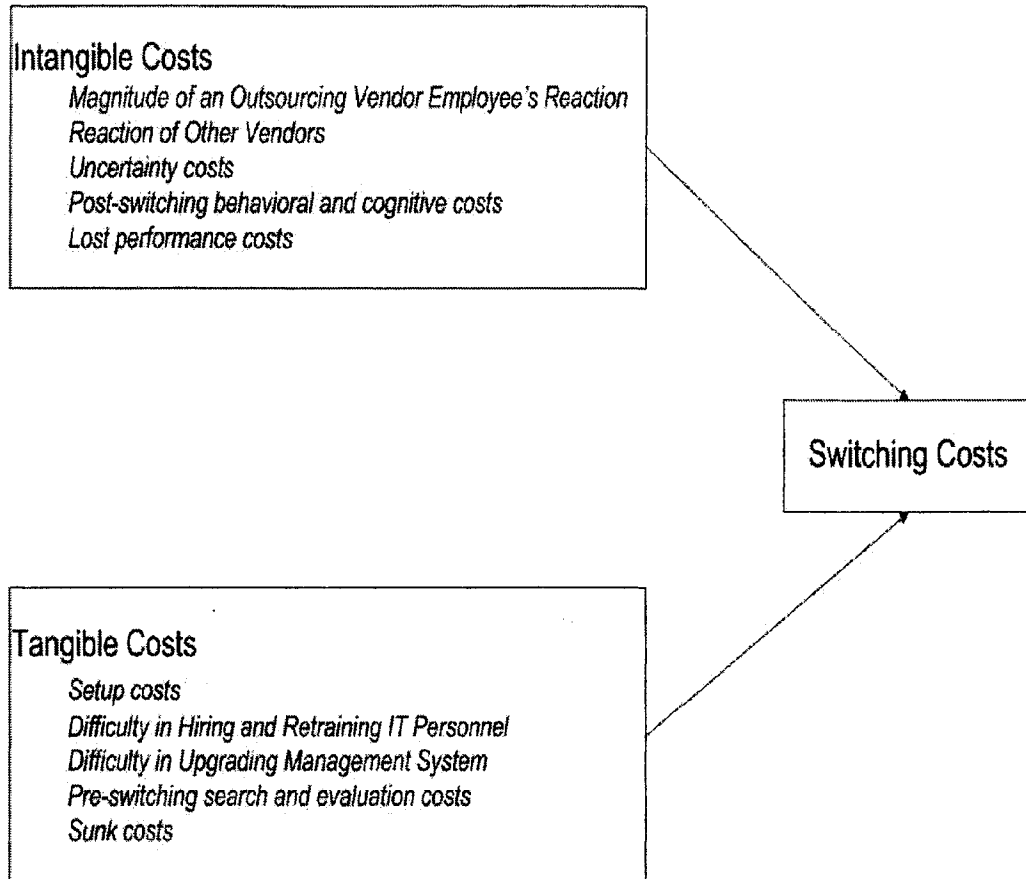 Intangible Costs
Magnitude of an Outsourcing Vendor Employee's Reaction
Reaction of Other Vendors
Uncertainty costs
Post-switching behavioral and cognitive costs
Lost performance costs
Switching Costs
Tangible Costs
Setup costs
Difficulty in Hiring and Retraining IT Personnel
Difficulty in Upgrading Management System
Pre-switching search and evaluation costs
Sunk costs